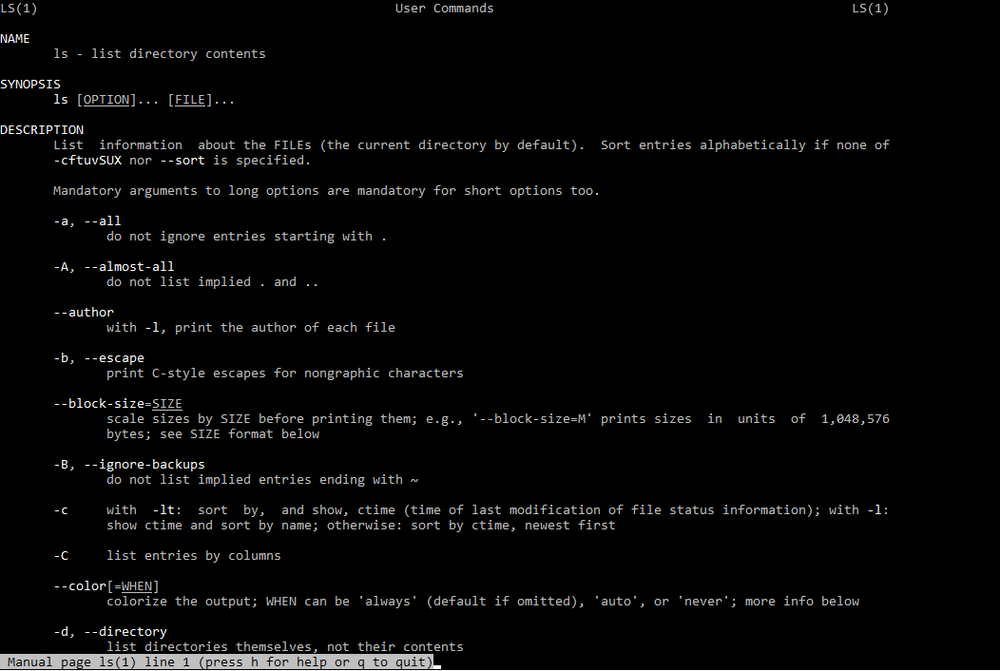 LS(1) User Commands LS(1)
NAME
ls - list directory contents
SYNOPSIS
ls [OPTION]... [FILE]...
DESCRIPTION
List  information  about the FILEs (the current directory by default).  Sort entries alphabetically if none of
-cftuvSUX nor --sort is specified.
Mandatory arguments to long options are mandatory for short options too.
-a, --all
do not ignore entries starting with .
-A, --almost-all
do not list implied . and ..
--author
with -l, print the author of each file
-b, --escape
print C-style escapes for nongraphic characters
--block-size=SIZE
scale sizes by SIZE before printing them; e.g., '--block-size=M' prints sizes  in  units  of  1,048,576
bytes; see SIZE format below
-B, --ignore-backups
do not list implied entries ending with ~
-c     with  -lt:  sort  by,  and show, ctime (time of last modification of file status information); with -l:
show ctime and sort by name; otherwise: sort by ctime, newest first
-C     list entries by columns
--color[=WHEN]
colorize the output; WHEN can be 'always' (default if omitted), 'auto', or 'never'; more info below
-d, --directory
list directories themselves, not their contents
Manual page ls(1) line 1 (press h for help or q to quit)